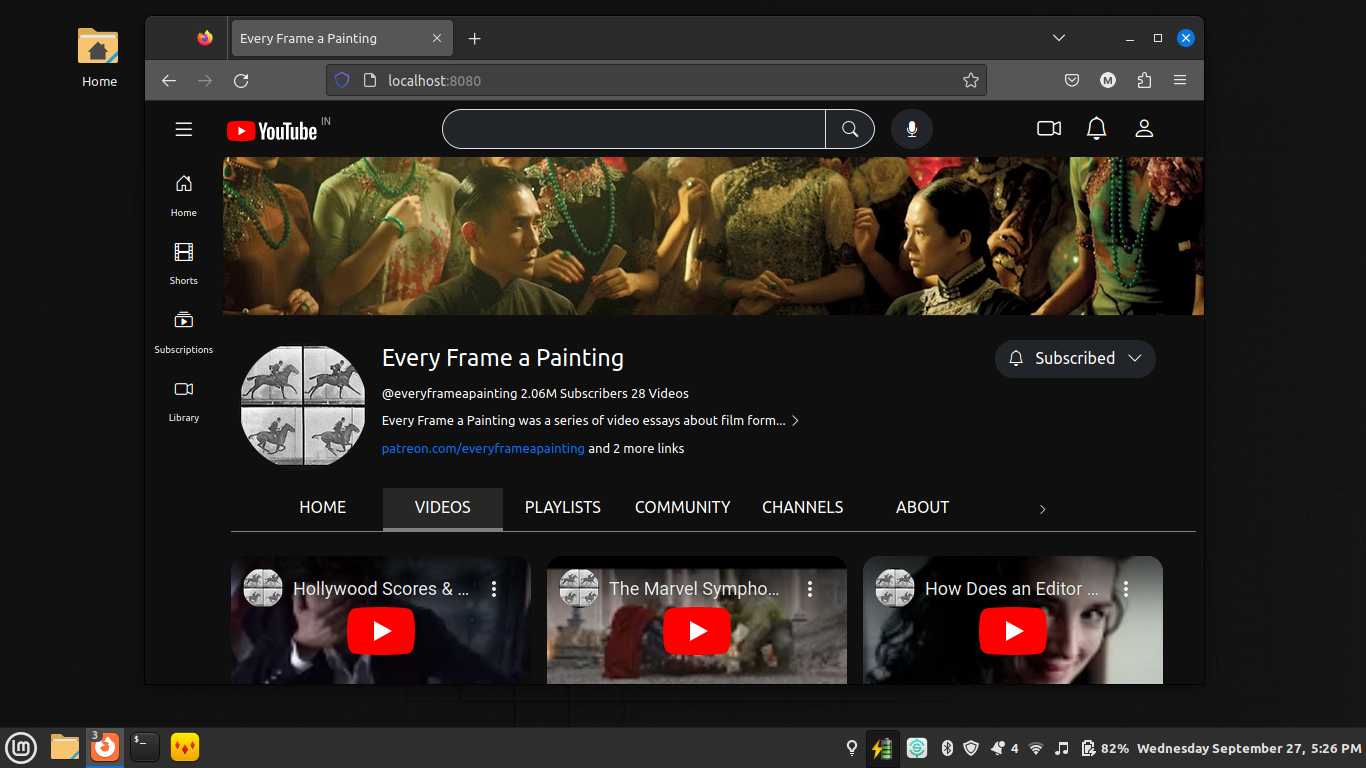 Home
Every Frame a Painting
localhost:8080
M
YouTube IN
Home
Shorts
Subscriptions
Library
Every Frame a Painting
Subscribed
@everyframeapainting 2.06M Subscribers 28 Videos
Every Frame a Painting was a series of video essays about film form...
patreon.com/everyframeapainting and 2 more links
HOME VIDEOS PLAYLISTS COMMUNITY CHANNELS ABOUT
Hollywood Scores & ...
The Marvel Sympho...
How Does an Editor ...
lm
3
$_
4
82%
Wednesday September 27, 5:26 PM